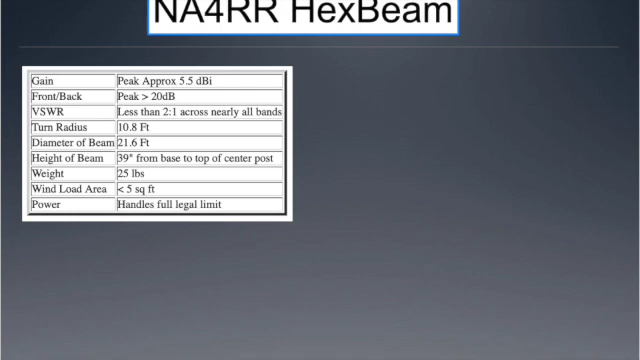 NA4RR HexBeam
Gain Peak Approx 5.5 dBi
Front/Back Peak > 20dB
VSWR Less than 2:1 across nearly all bands
Turn Radius 10.8 Ft
Diameter of Beam 21.6 Ft
Height of Beam 39" from base to top of center post
Weight 25 lbs
Wind Load Area < 5 sq ft
Power Handles full legal limit